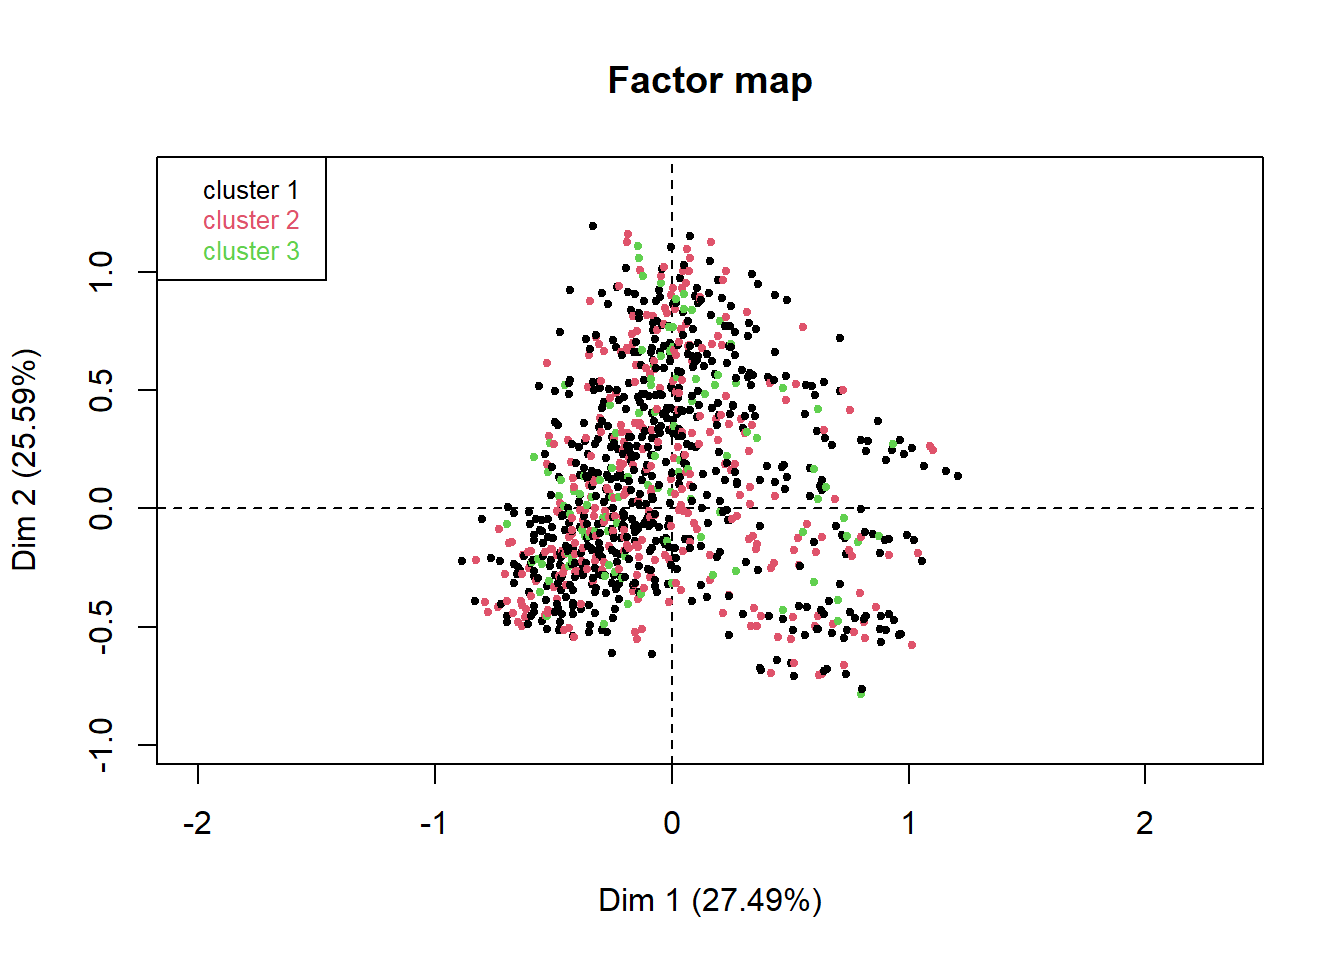 Factor map
cluster 1
cluster 2
cluster 3
Dim 2 (25.59%)
1.0
0.5
0.0
-0.5
-1.0
-2
-1
0
1
2
Dim 1 (27.49%)